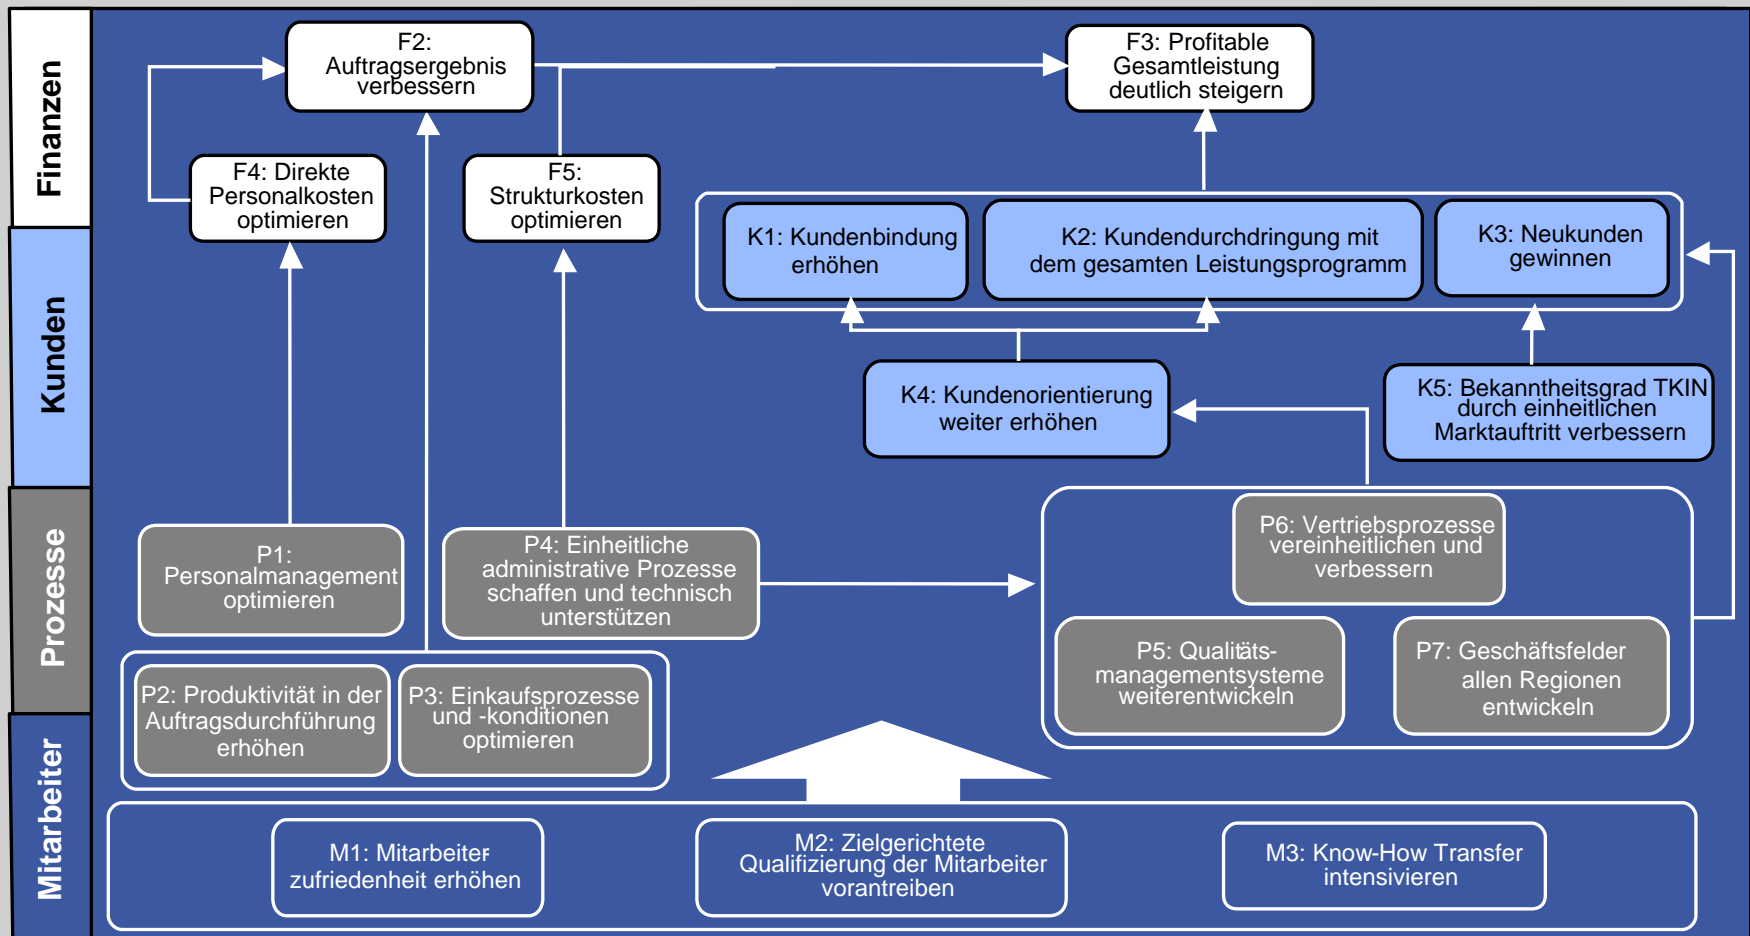 Finanzen
F2:
Auftragsergebnis
verbessern
F3: Profitable
Gesamtleistung
deutlich steigern
F4: Direkte
Personalkosten
optimieren
F5:
Strukturkosten
optimieren
Kunden
K1: Kundenbindung
erhöhen
K2: Kundendurchdringung mit
dem gesamten Leistungsprogramm
K3: Neukunden
gewinnen
K4: Kundenorientierung
weiter erhöhen
K5: Bekanntheitsgrad TKIN
durch einheitlichen
Marktauftritt verbessern
Prozesse
P1:
Personalmanagement
optimieren
P4: Einheitliche
administrative Prozesse
schaffen und technisch
unterstützen
P6: Vertriebsprozesse
vereinheitlichen und
verbessern
P2: Produktivität in der
Auftragsdurchführung
erhöhen
P3: Einkaufsprozesse
und -konditionen
optimieren
P5: Qualitäts-
managementsysteme
weiterentwickeln
P7: Geschäftsfelder
allen Regionen
entwickeln
Mitarbeiter
M1: Mitarbeiter-
zufriedenheit erhöhen
M2: Zielgerichtete
Qualifizierung der Mitarbeiter
vorantreiben
M3: Know-How Transfer
intensivieren